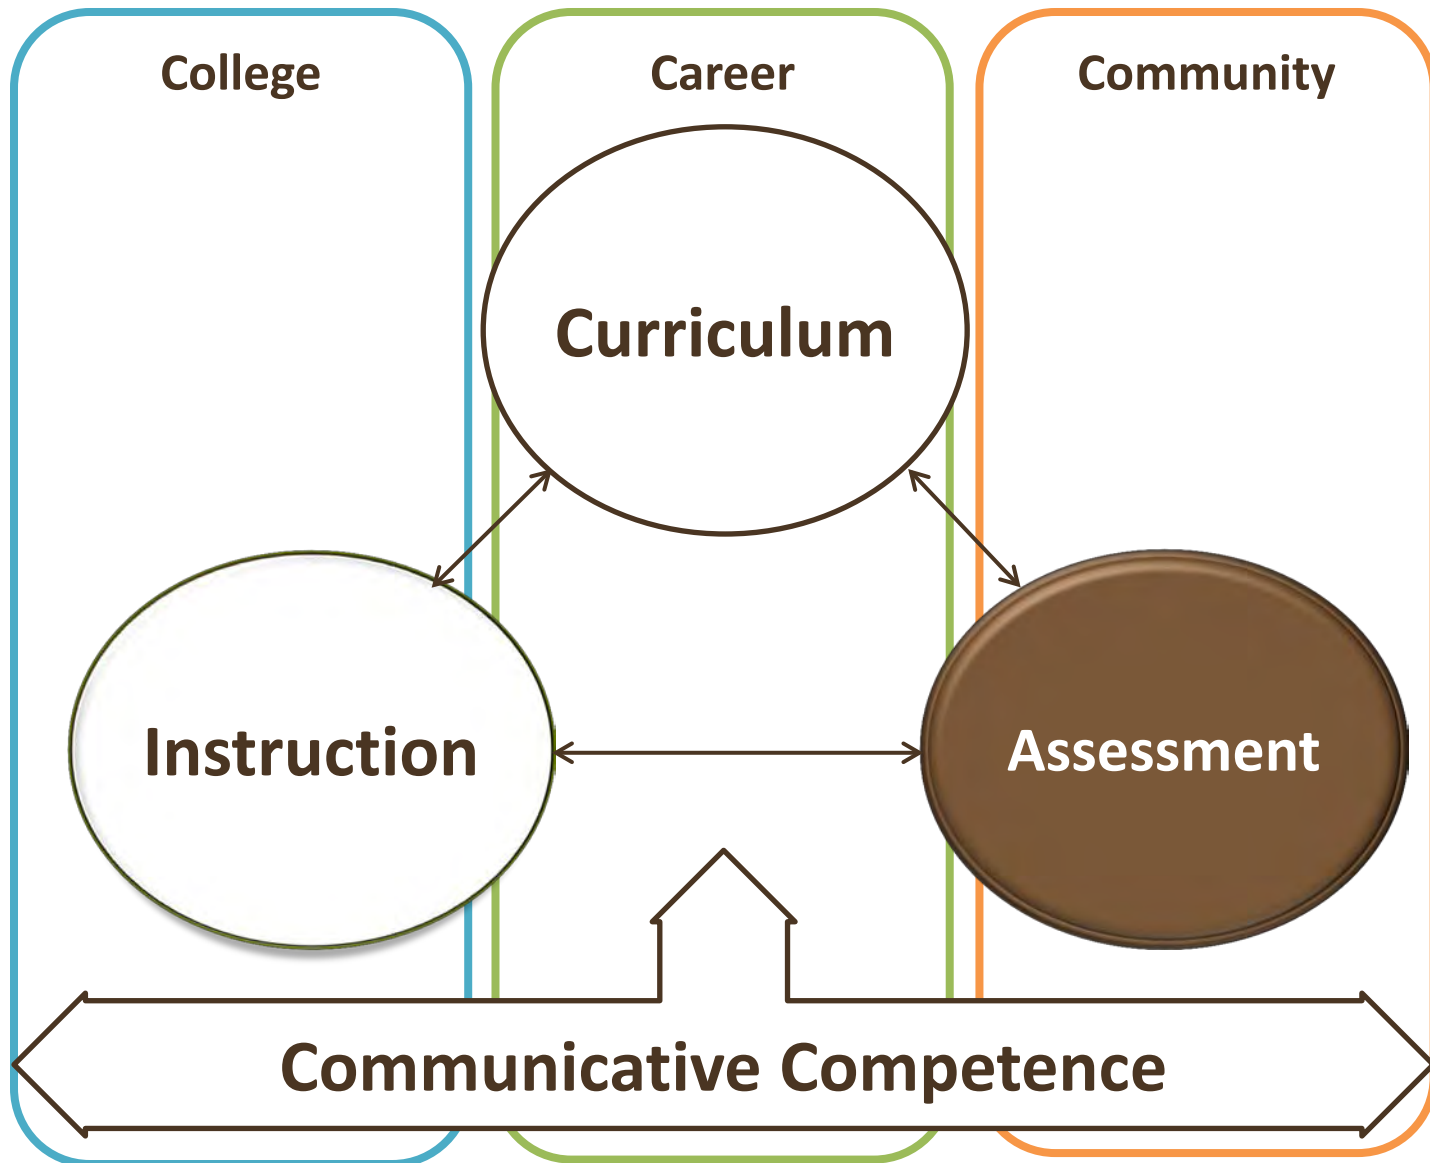 College
Career
Community
Curriculum
Instruction
Assessment
Communicative Competence